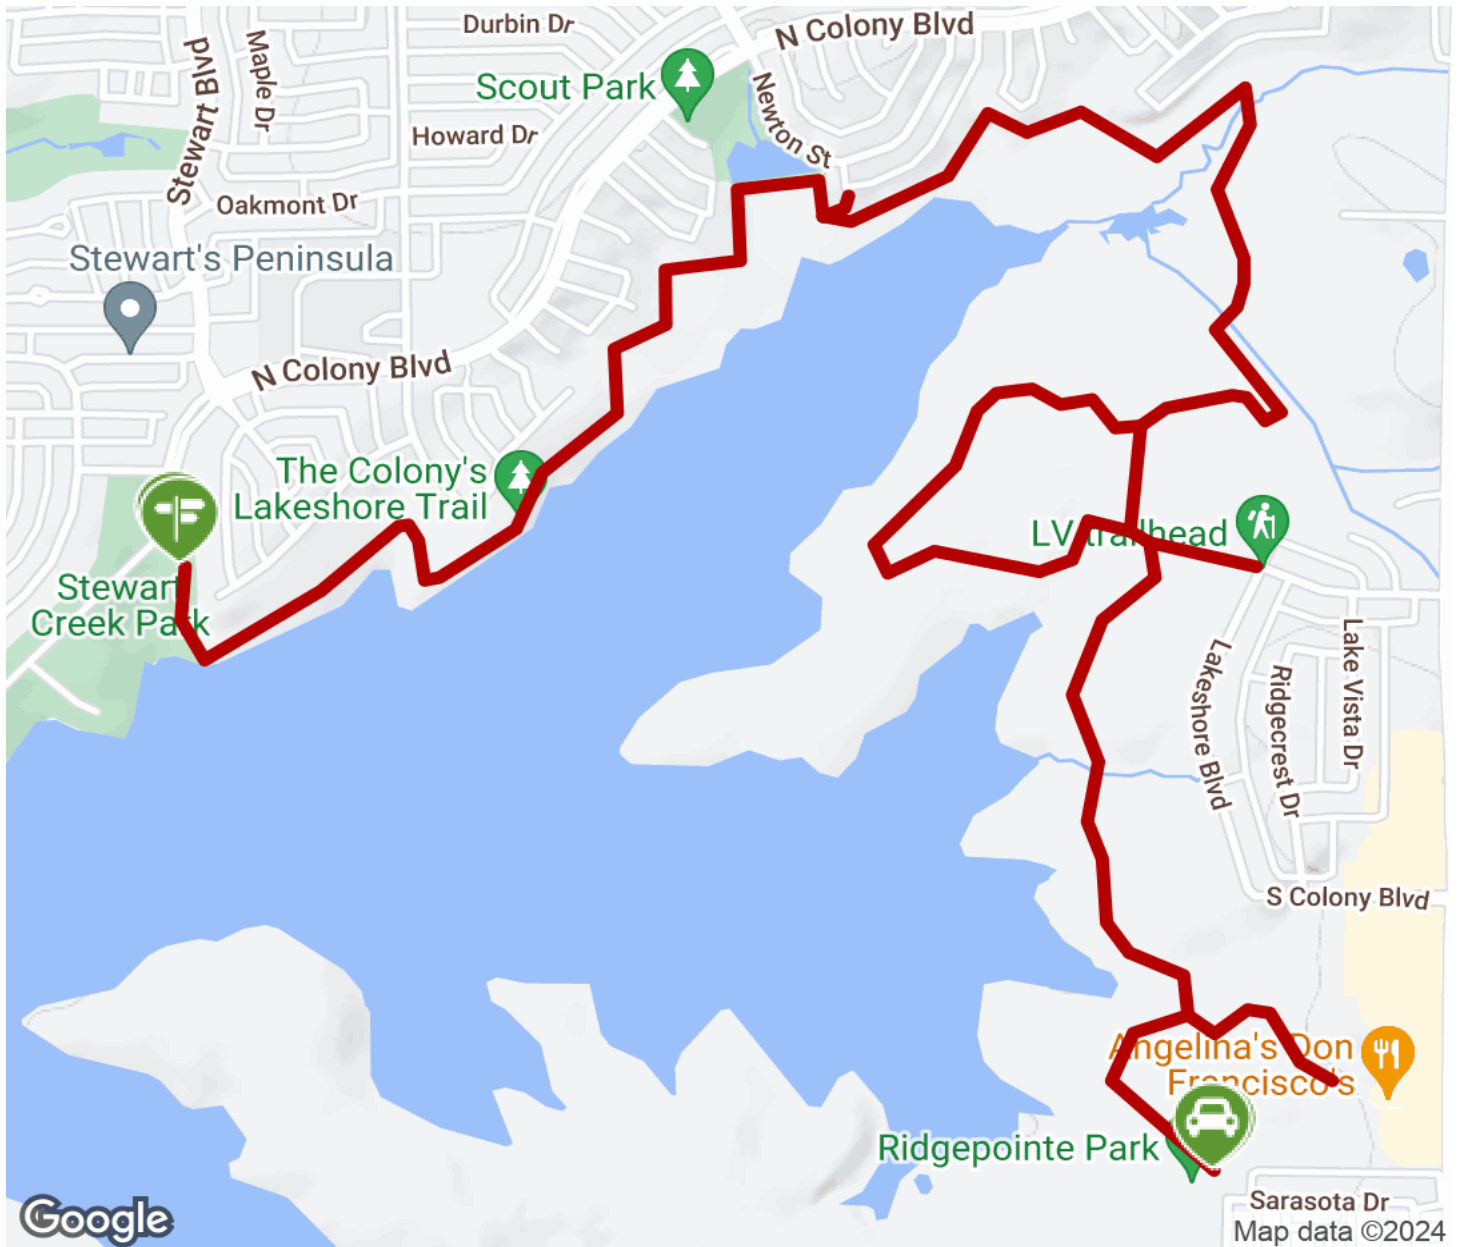 Durbin Dr
N Colony Blvd
Stewart Blvd
Maple Dr
Scout Park
Newton St
Howard Dr
Oakmont Dr
Stewart's Peninsula
N Colony Blvd
The Colony's
Lakeshore Trail
LV trailhead
Stewart
Creek Park
Lakeshore Blvd
Ridgecrest Dr
Lake Vista Dr
S Colony Blvd
Angelina's Don
Francisco's
Ridgepointe Park
Sarasota Dr
Google
Map data ©2024